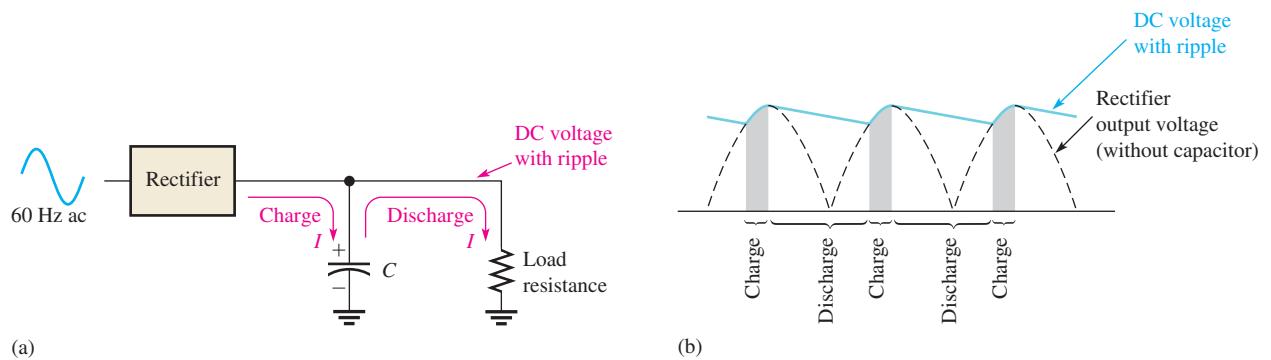 60 Hz ac
Rectifier
Charge
I
Discharge
I
DC voltage
with ripple
+
−
C
Load
resistance
(a)
DC voltage
with ripple
Rectifier
output voltage
(without capacitor)
Charge
Discharge
Charge
Discharge
Charge
(b)